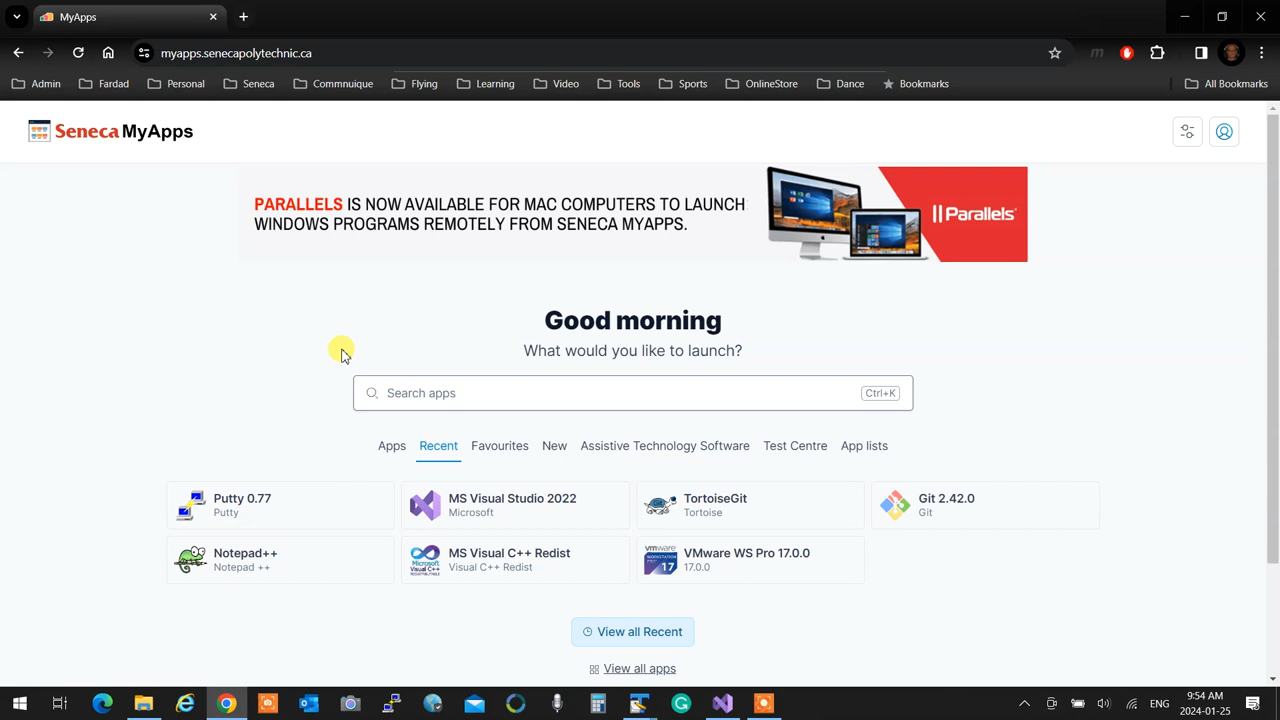 MyApps
myapps.senecapolytechnic.ca
Admin
Fardad
Personal
Seneca
Commnuique
Flying
Learning
Video
Tools
Sports
OnlineStore
Dance
Bookmarks
All Bookmarks
Seneca MyApps
PARALLELS IS NOW AVAILABLE FOR MAC COMPUTERS TO LAUNCH
WINDOWS PROGRAMS REMOTELY FROM SENECA MYAPPS.
Parallels
Good morning
What would you like to launch?
Search apps
Ctrl+K
Apps
Recent
Favourites
New
Assistive Technology Software
Test Centre
App lists
Putty 0.77
Putty
MS Visual Studio 2022
Microsoft
TortoiseGit
Tortoise
Git 2.42.0
Git
Notepad++
Notepad ++
MS Visual C++ Redist
Visual C++ Redist
VMware WS Pro 17.0.0
17.0.0
View all Recent
View all apps
ENG
9:54 AM
2024-01-25